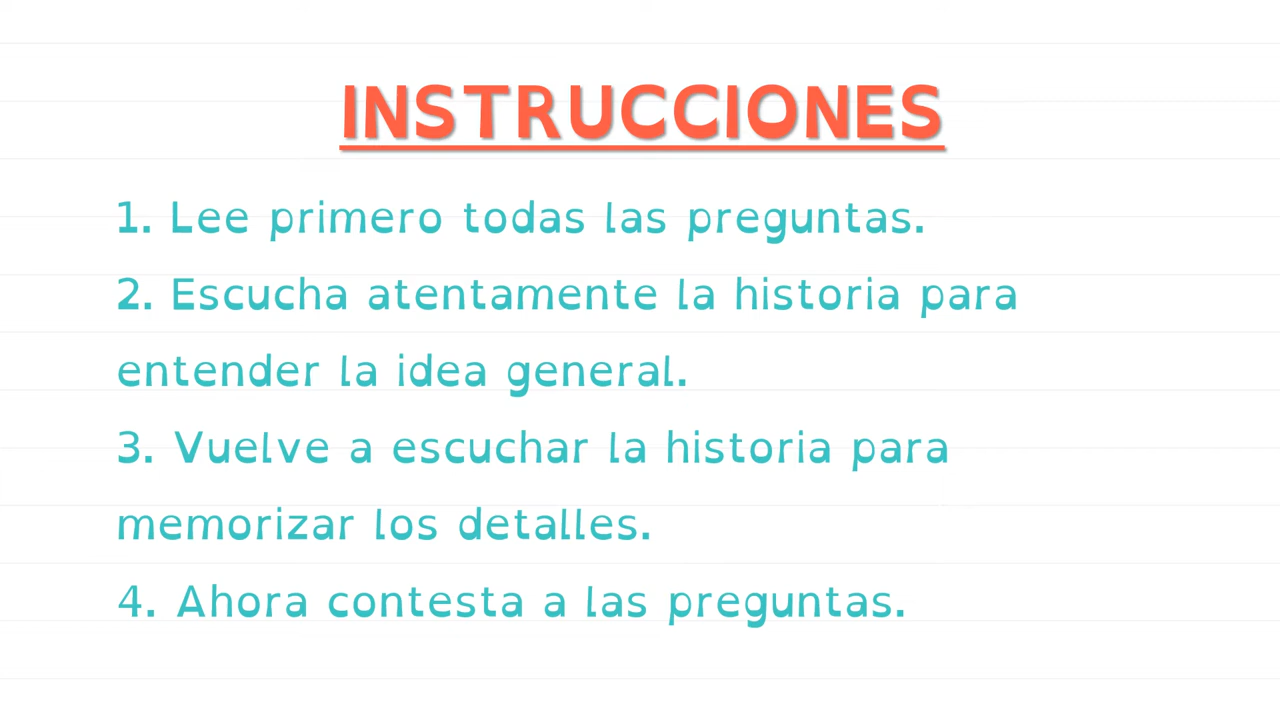 INSTRUCCIONES
1. Lee primero todas las preguntas.
2. Escucha atentamente la historia para
entender la idea general.
3. Vuelve a escuchar la historia para
memorizar los detalles.
4. Ahora contesta a las preguntas.